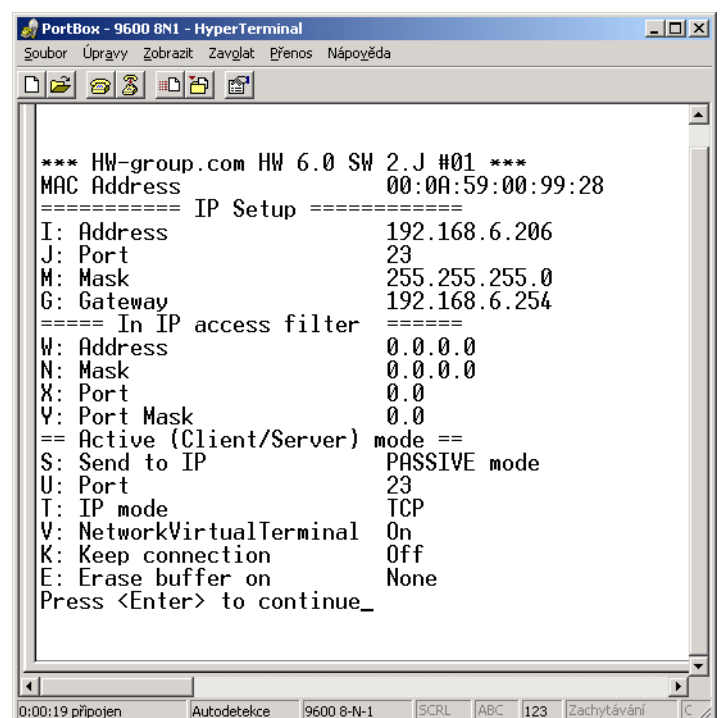 PortBox - 9600 8N1 - HyperTerminal
Soubor Úpravy Zobrazit Zavolat Přenos Nápověda
*** HW-group.com HW 6.0 SW 2.J #01 ***
MAC Address 00:0A:59:00:99:28
=========== IP Setup ============
I: Address 192.168.6.206
J: Port 23
M: Mask 255.255.255.0
G: Gateway 192.168.6.254
===== In IP access filter ======
W: Address 0.0.0.0
N: Mask 0.0.0.0
X: Port 0.0
Y: Port Mask 0.0
== Active (Client/Server) mode ==
S: Send to IP PASSIVE mode
U: Port 23
T: IP mode TCP
V: NetworkVirtualTerminal On
K: Keep connection Off
E: Erase buffer on None
Press <Enter> to continue_
0:00:19 připojen Autodetekce 9600 8-N-1 SCRL ABC 123 Zachytávání C